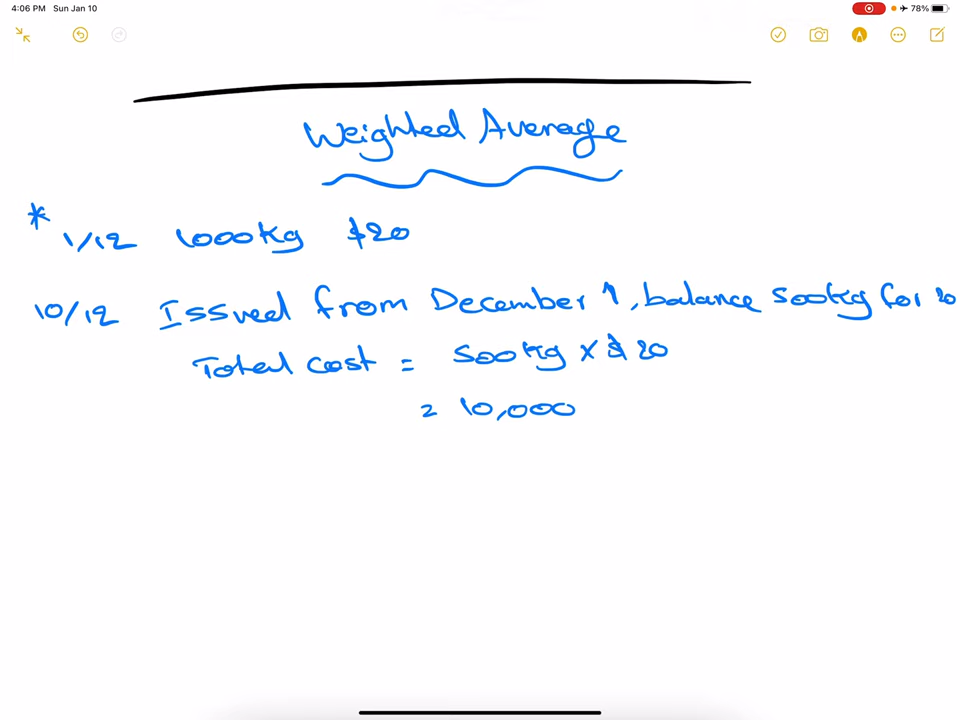 4:06 PM Sun Jan 10
78%
Weighted Average
* 1/12 1000kg $20
10/12 Issued from December 1, balance 500kg for 20
Total cost = 500kg x $20
= 10,000